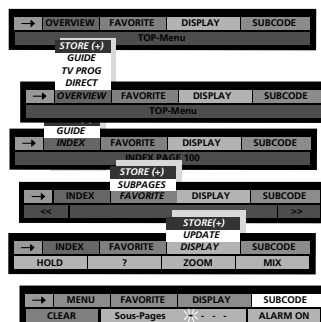 → OVERVIEW FAVORITE DISPLAY SUBCODE
TOP-Menu
STORE (+)
GUIDE
TV PROG
DIRECT
→ OVERVIEW FAVORITE DISPLAY SUBCODE
TOP-Menu
GUIDE
→ INDEX FAVORITE DISPLAY SUBCODE
INDEX PAGE 100
STORE (+)
SUBPAGES
→ INDEX FAVORITE DISPLAY SUBCODE
<< >>
STORE(+)
UPDATE
→ INDEX FAVORITE DISPLAY SUBCODE
HOLD ? ZOOM MIX
→ MENU FAVORITE DISPLAY SUBCODE
CLEAR Sous-Pages - - - ALARM ON